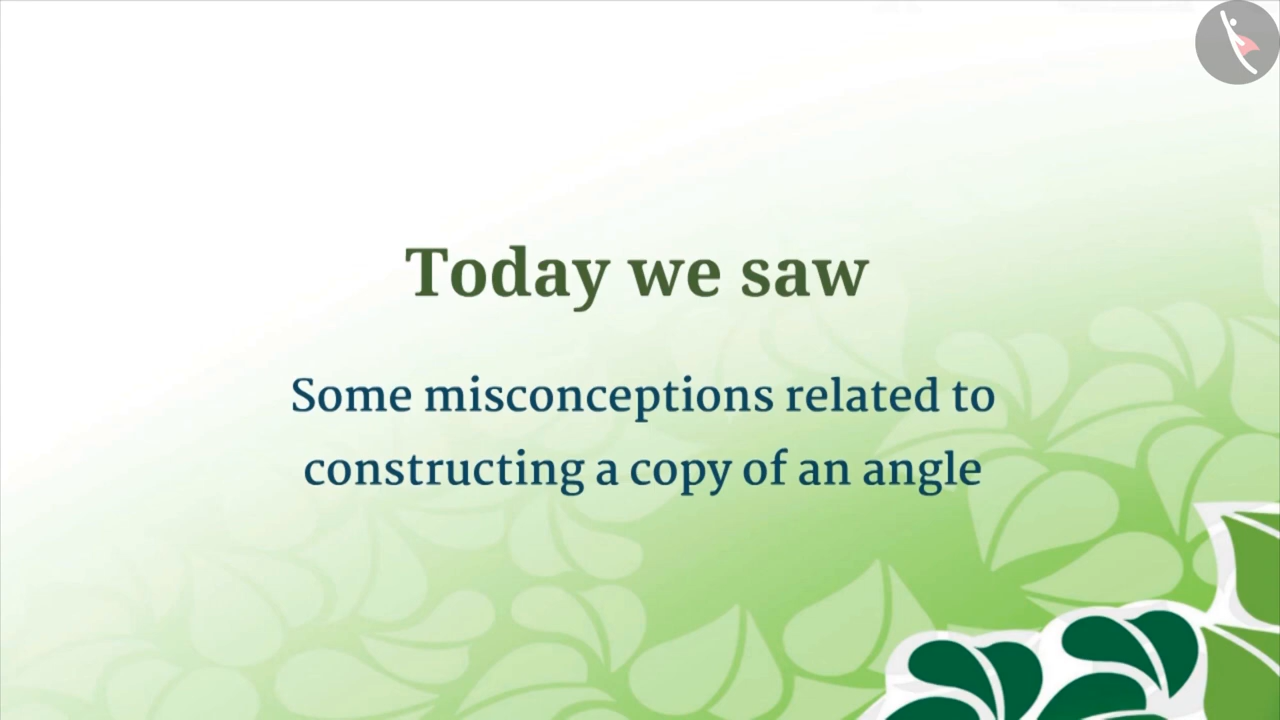 Today we saw
Some misconceptions related to
constructing a copy of an angle